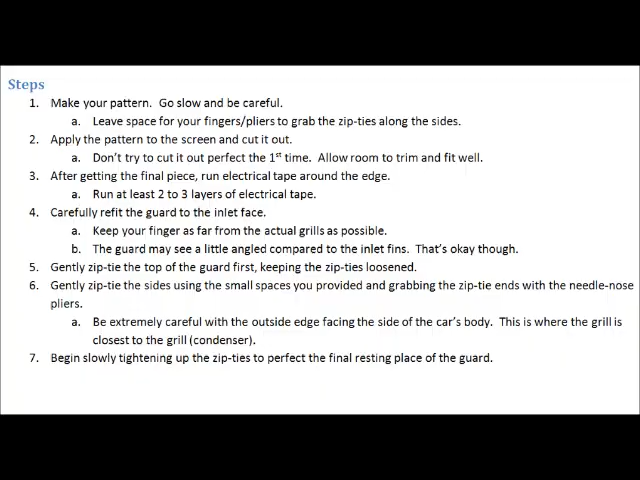 Steps
1. Make your pattern. Go slow and be careful.
a. Leave space for your fingers/pliers to grab the zip-ties along the sides.
2. Apply the pattern to the screen and cut it out.
a. Don't try to cut it out perfect the 1st time. Allow room to trim and fit well.
3. After getting the final piece, run electrical tape around the edge.
a. Run at least 2 to 3 layers of electrical tape.
4. Carefully refit the guard to the inlet face.
a. Keep your finger as far from the actual grills as possible.
b. The guard may see a little angled compared to the inlet fins. That's okay though.
5. Gently zip-tie the top of the guard first, keeping the zip-ties loosened.
6. Gently zip-tie the sides using the small spaces you provided and grabbing the zip-tie ends with the needle-nose
pliers.
a. Be extremely careful with the outside edge facing the side of the car's body. This is where the grill is
closest to the grill (condenser).
7. Begin slowly tightening up the zip-ties to perfect the final resting place of the guard.